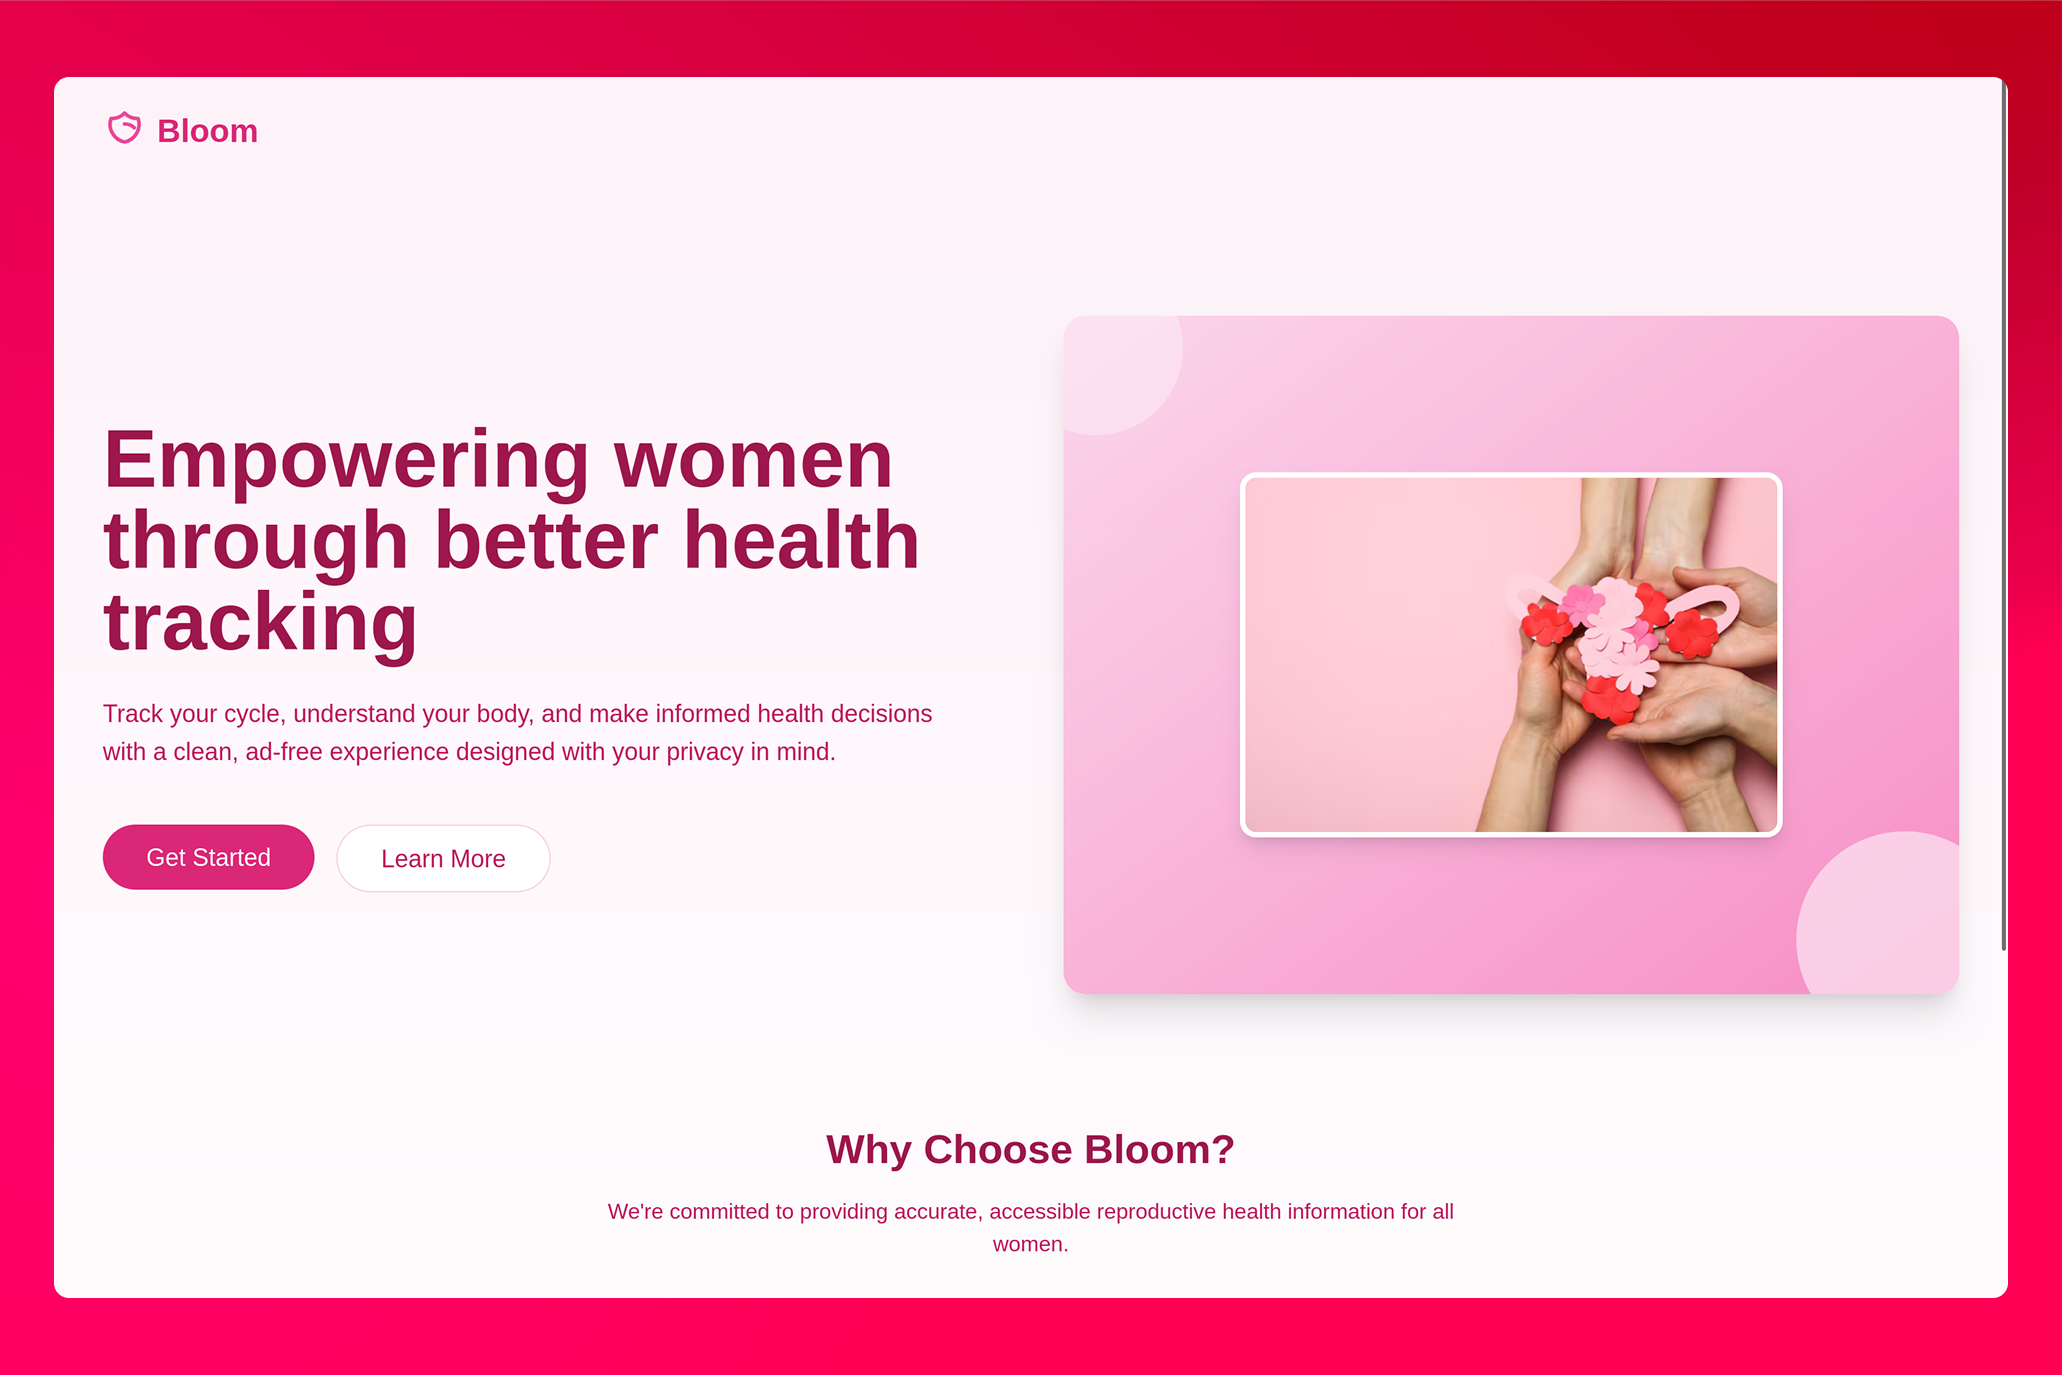 Bloom
Empowering women
through better health
tracking
Track your cycle, understand your body, and make informed health decisions
with a clean, ad-free experience designed with your privacy in mind.
Get Started
Learn More
Why Choose Bloom?
We're committed to providing accurate, accessible reproductive health information for all
women.